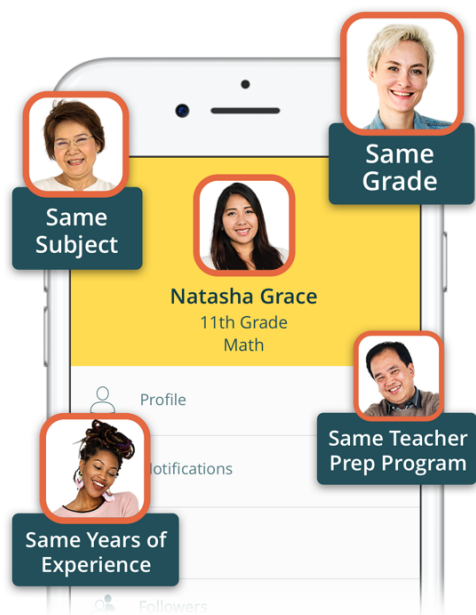 Same
Grade
Same
Subject
Natasha Grace
11th Grade
Math
Profile
Same Teacher
Prep Program
Notifications
Same Years of
Experience
Followers